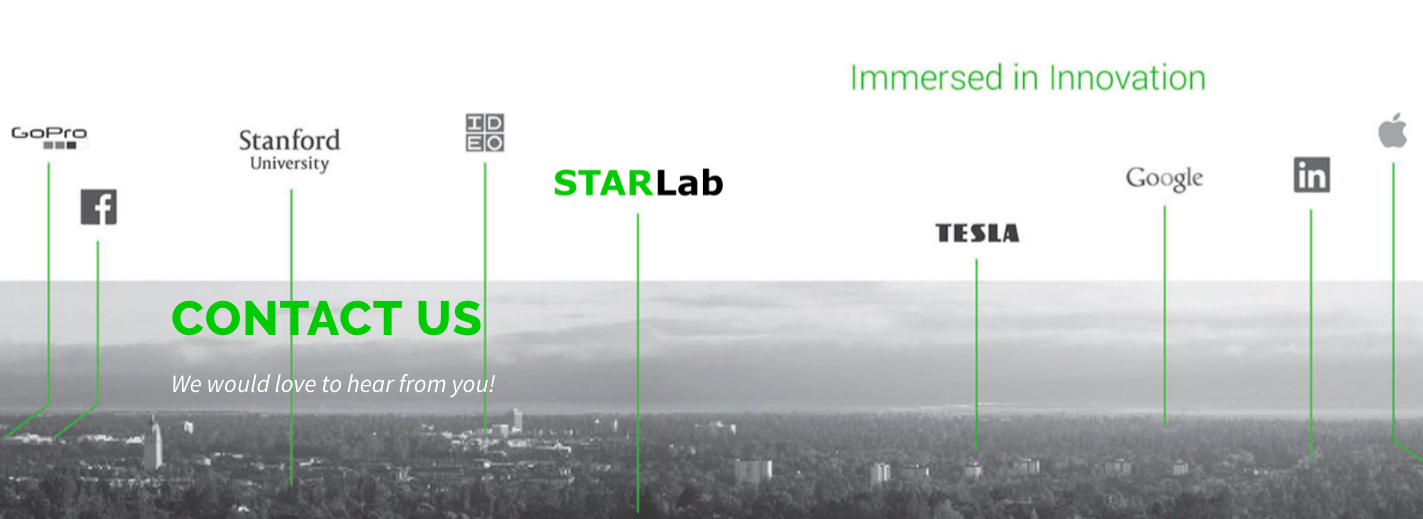 Immersed in Innovation
GoPro
Stanford
University
ID
EO
STARLab
f
Google
in
TESLA
CONTACT US
We would love to hear from you!